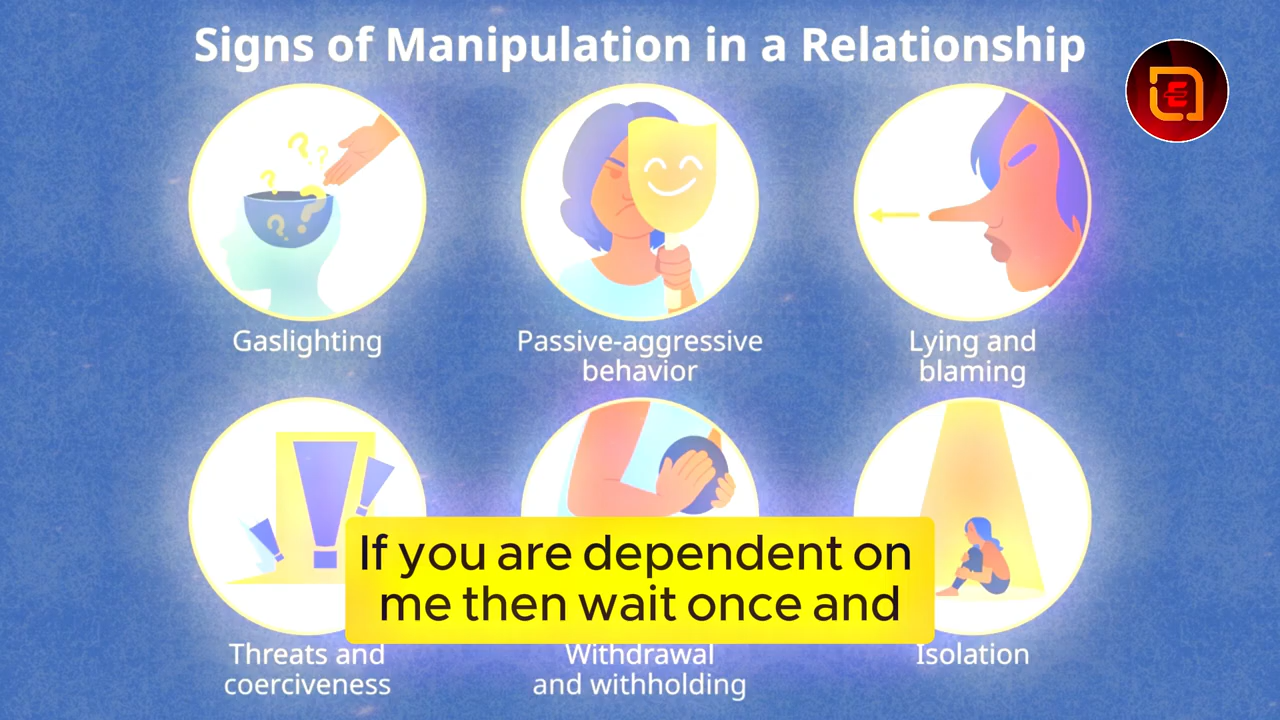 Signs of Manipulation in a Relationship
Gaslighting
Passive-aggressive
behavior
Lying and
blaming
If you are dependent on
me then wait once and
Threats and
coerciveness
Withdrawal
and withholding
Isolation